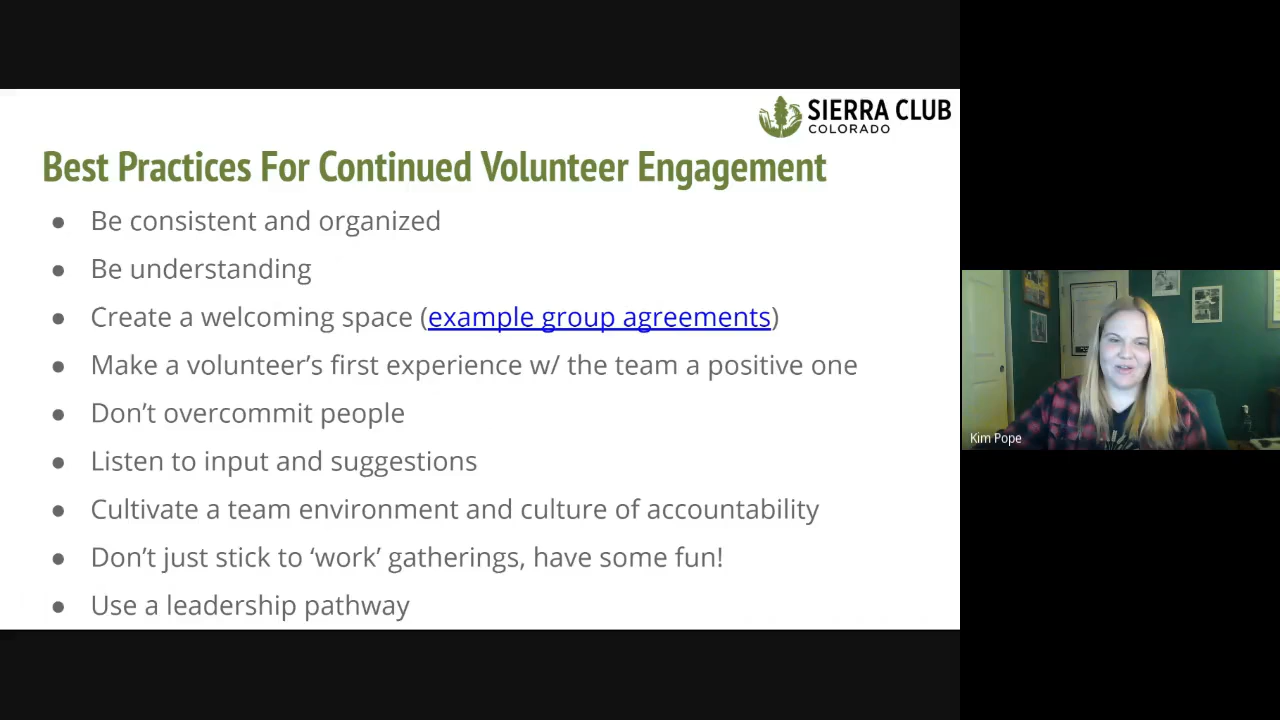 SIERRA CLUB
COLORADO
Best Practices For Continued Volunteer Engagement
● Be consistent and organized
● Be understanding
● Create a welcoming space (example group agreements)
● Make a volunteer’s first experience w/ the team a positive one
● Don’t overcommit people
● Listen to input and suggestions
● Cultivate a team environment and culture of accountability
● Don’t just stick to ‘work’ gatherings, have some fun!
● Use a leadership pathway
Kim Pope